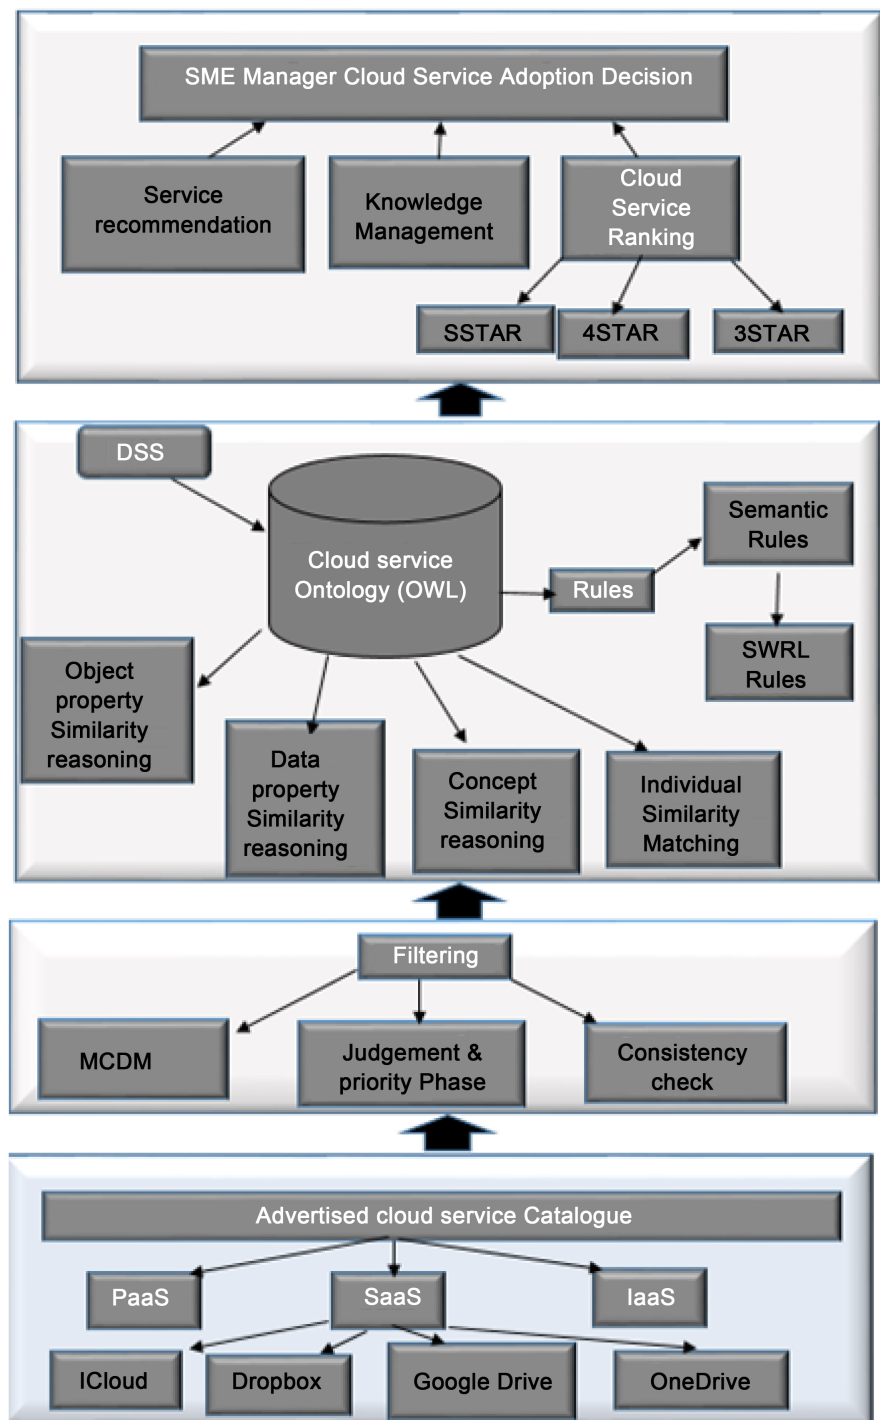 SME Manager Cloud Service Adoption Decision
Service
recommendation
Knowledge
Management
Cloud
Service
Ranking
SSTAR
4STAR
3STAR
DSS
Cloud service
Ontology (OWL)
Rules
Semantic
Rules
SWRL
Rules
Object
property
Similarity
reasoning
Data
property
Similarity
reasoning
Concept
Similarity
reasoning
Individual
Similarity
Matching
Filtering
MCDM
Judgement &
priority Phase
Consistency
check
Advertised cloud service Catalogue
PaaS
SaaS
IaaS
ICloud
Dropbox
Google Drive
OneDrive